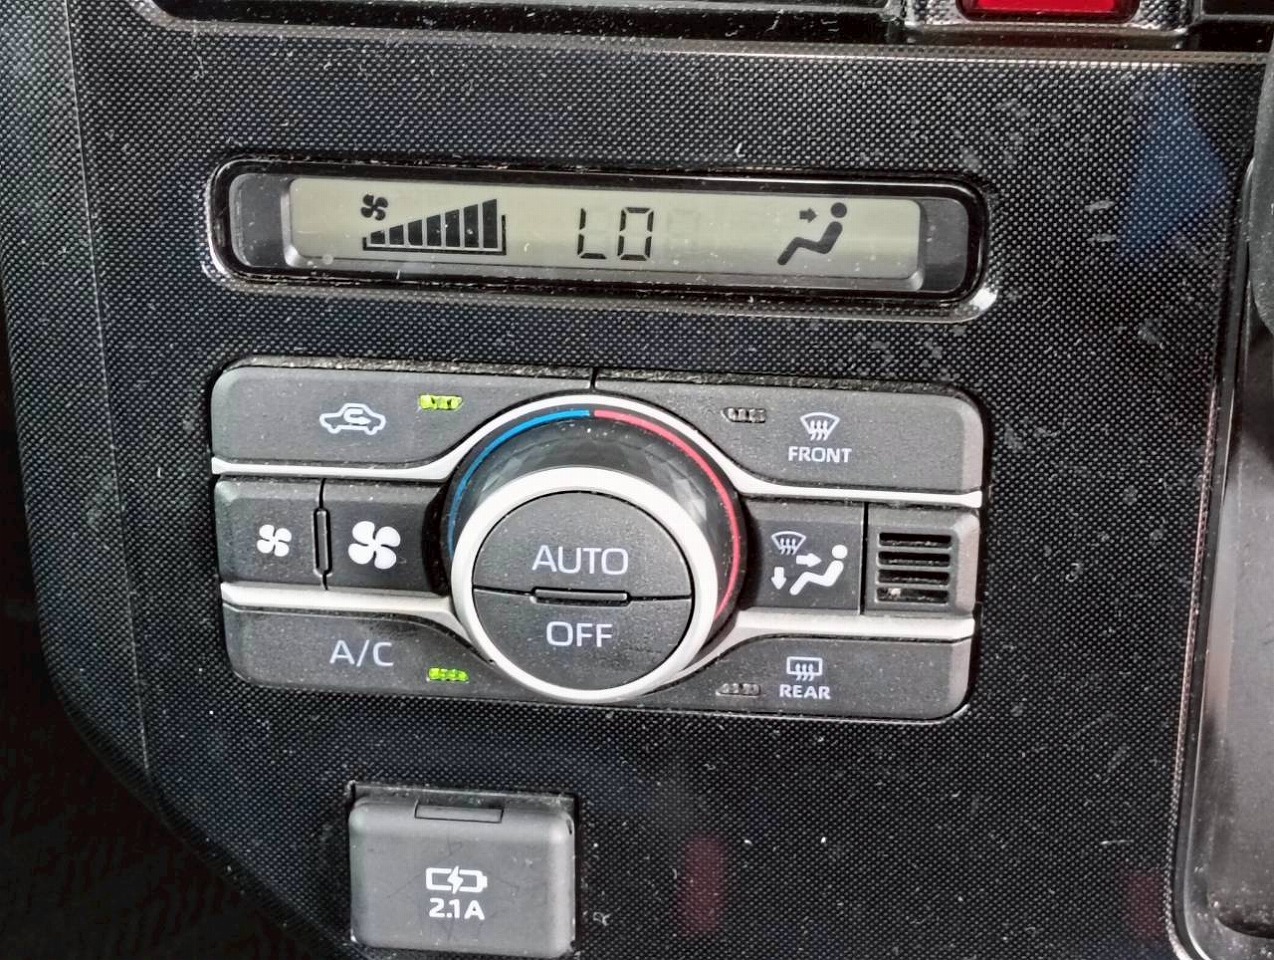 LO
FRONT
AUTO
OFF
A/C
REAR
2.1A